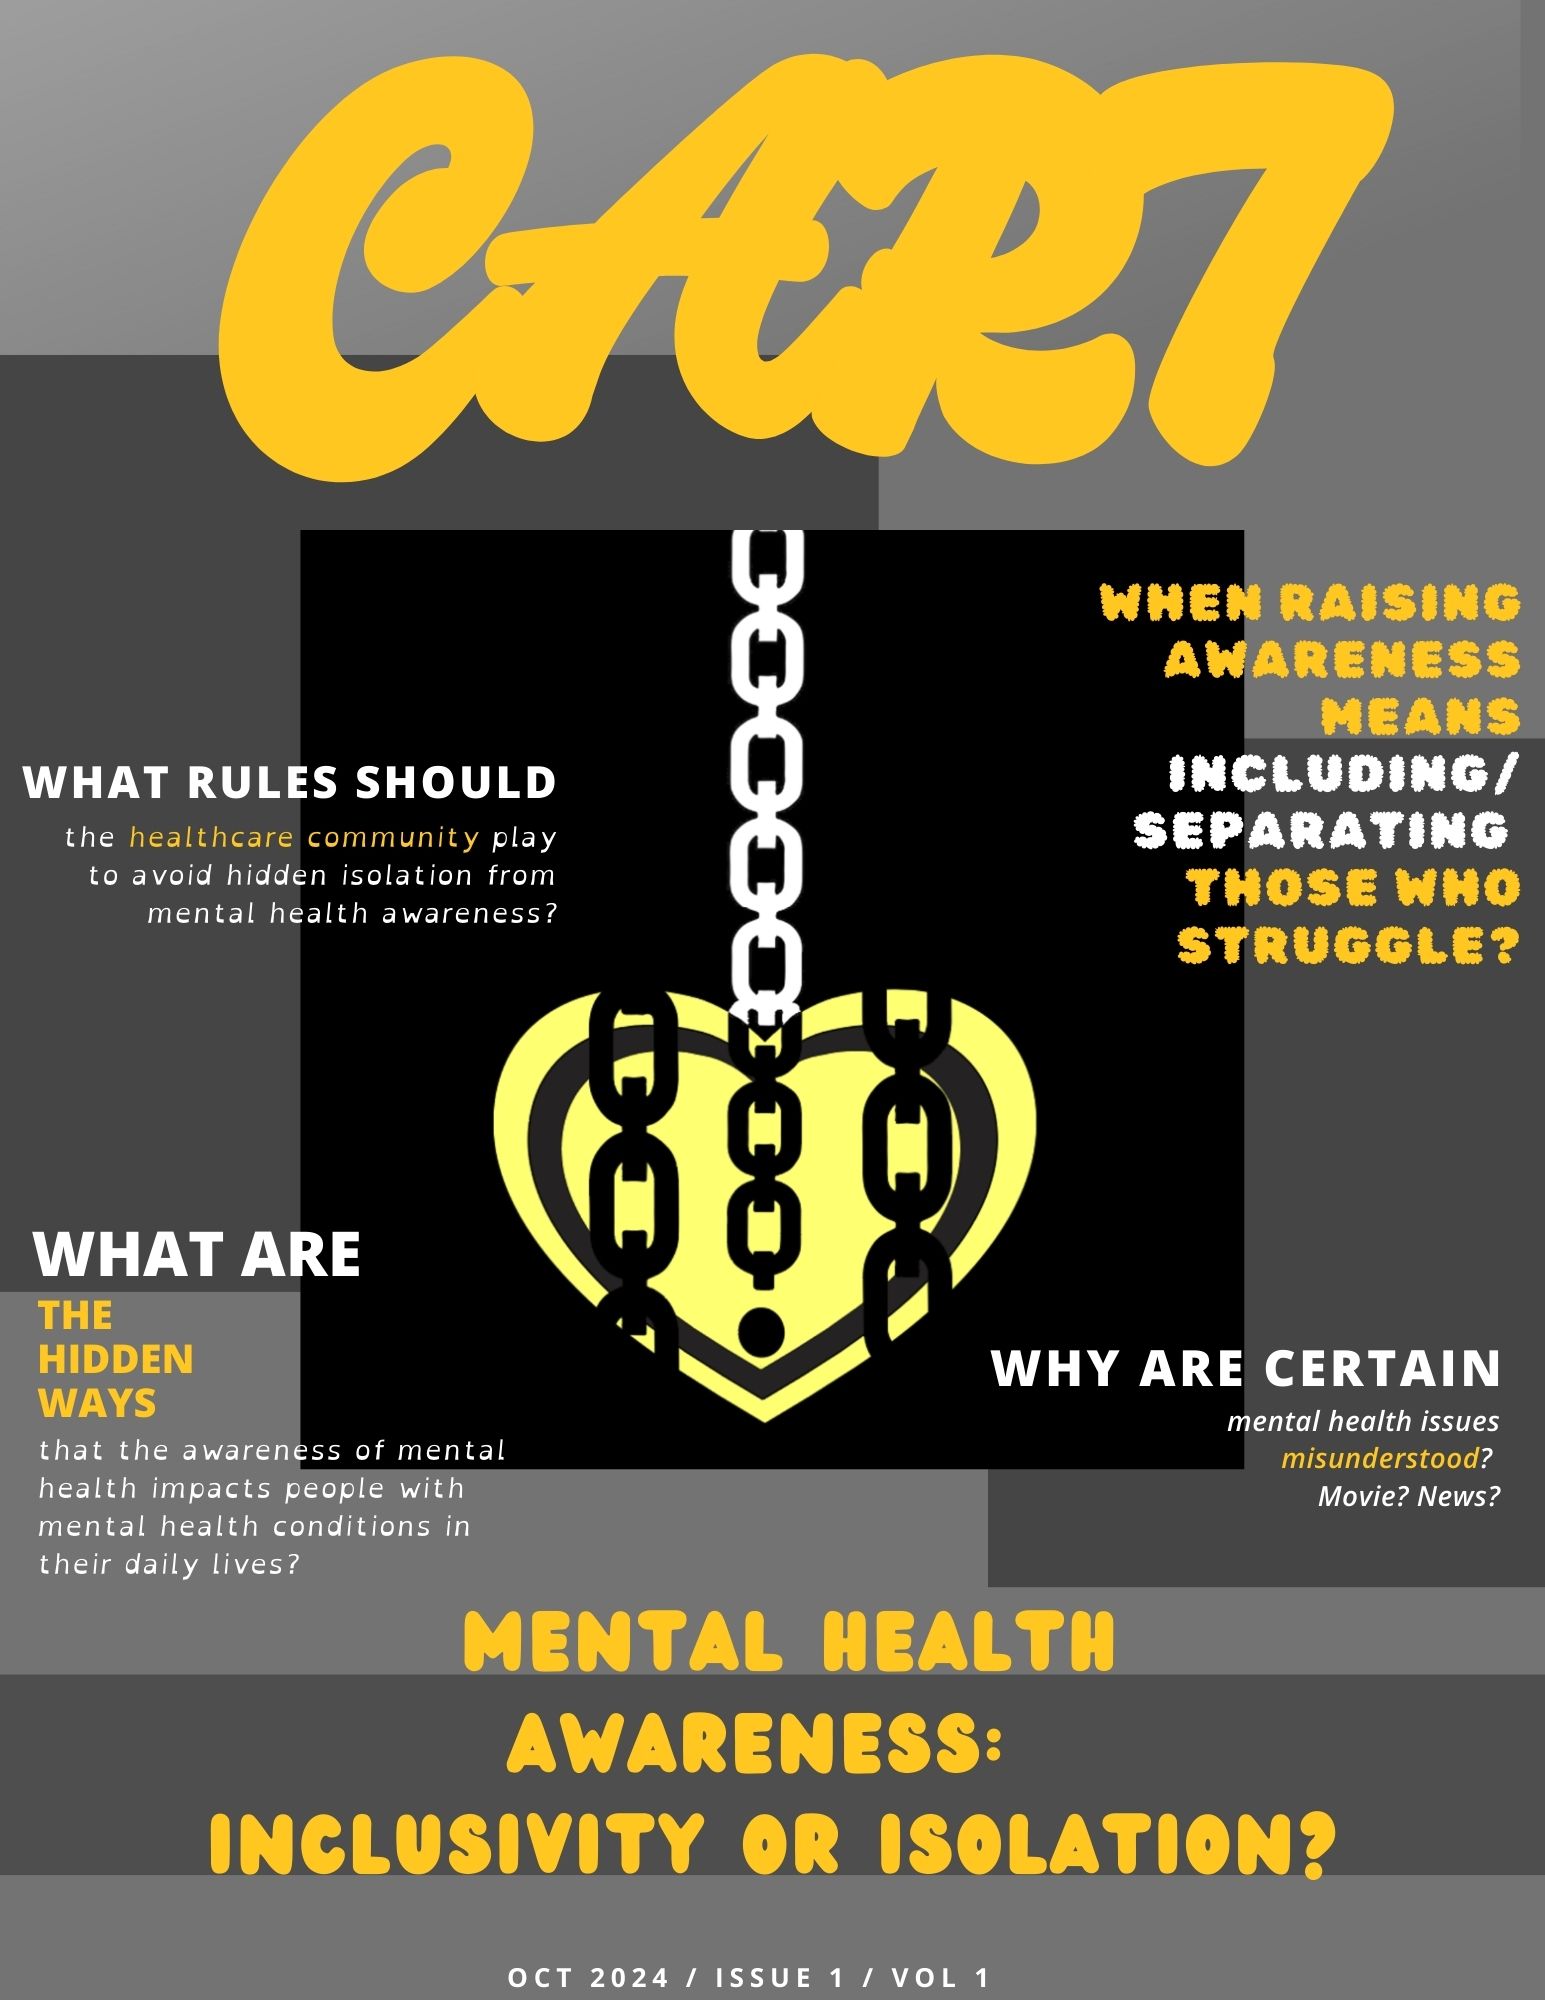 CART
WHEN RAISING
AWARENESS
MEANS
INCLUDING/
SEPARATING
THOSE WHO
STRUGGLE?
WHAT RULES SHOULD
the healthcare community play
to avoid hidden isolation from
mental health awareness?
WHAT ARE
THE
HIDDEN
WAYS
that the awareness of mental
health impacts people with
mental health conditions in
their daily lives?
WHY ARE CERTAIN
mental health issues
misunderstood?
Movie? News?
MENTAL HEALTH
AWARENESS:
INCLUSIVITY OR ISOLATION?
OCT 2024 / ISSUE 1 / VOL 1